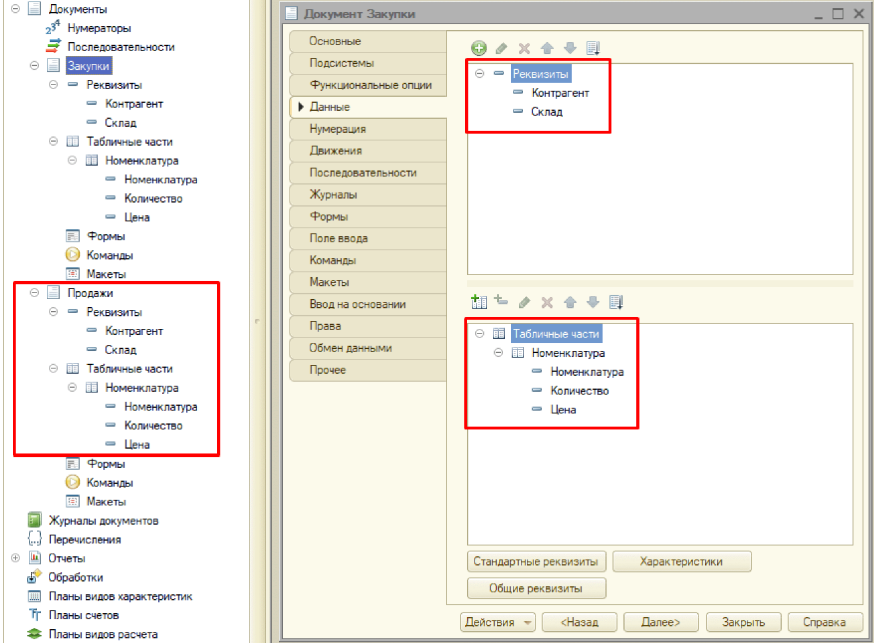 Документы
Нумераторы
Последовательности
Закупки
Реквизиты
Контрагент
Склад
Табличные части
Номенклатура
Номенклатура
Количество
Цена
Формы
Команды
Макеты
Продажи
Реквизиты
Контрагент
Склад
Табличные части
Номенклатура
Номенклатура
Количество
Цена
Формы
Команды
Макеты
Журналы документов
Перечисления
Отчеты
Обработки
Планы видов характеристик
Планы счетов
Планы видов расчета
Документ Закупки
Основные
Подсистемы
Функциональные опции
Данные
Нумерация
Движения
Последовательности
Журналы
Формы
Поле ввода
Команды
Макеты
Ввод на основании
Права
Обмен данными
Прочее
Реквизиты
Контрагент
Склад
Табличные части
Номенклатура
Номенклатура
Количество
Цена
Стандартные реквизиты
Характеристики
Общие реквизиты
Действия
<Назад
Далее>
Закрыть
Справка